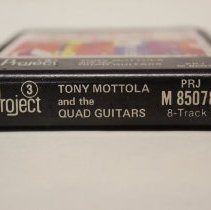 Project 3
TONY MOTTOLA
and the
QUAD GUITARS
PRJ
M 8507
8-Track